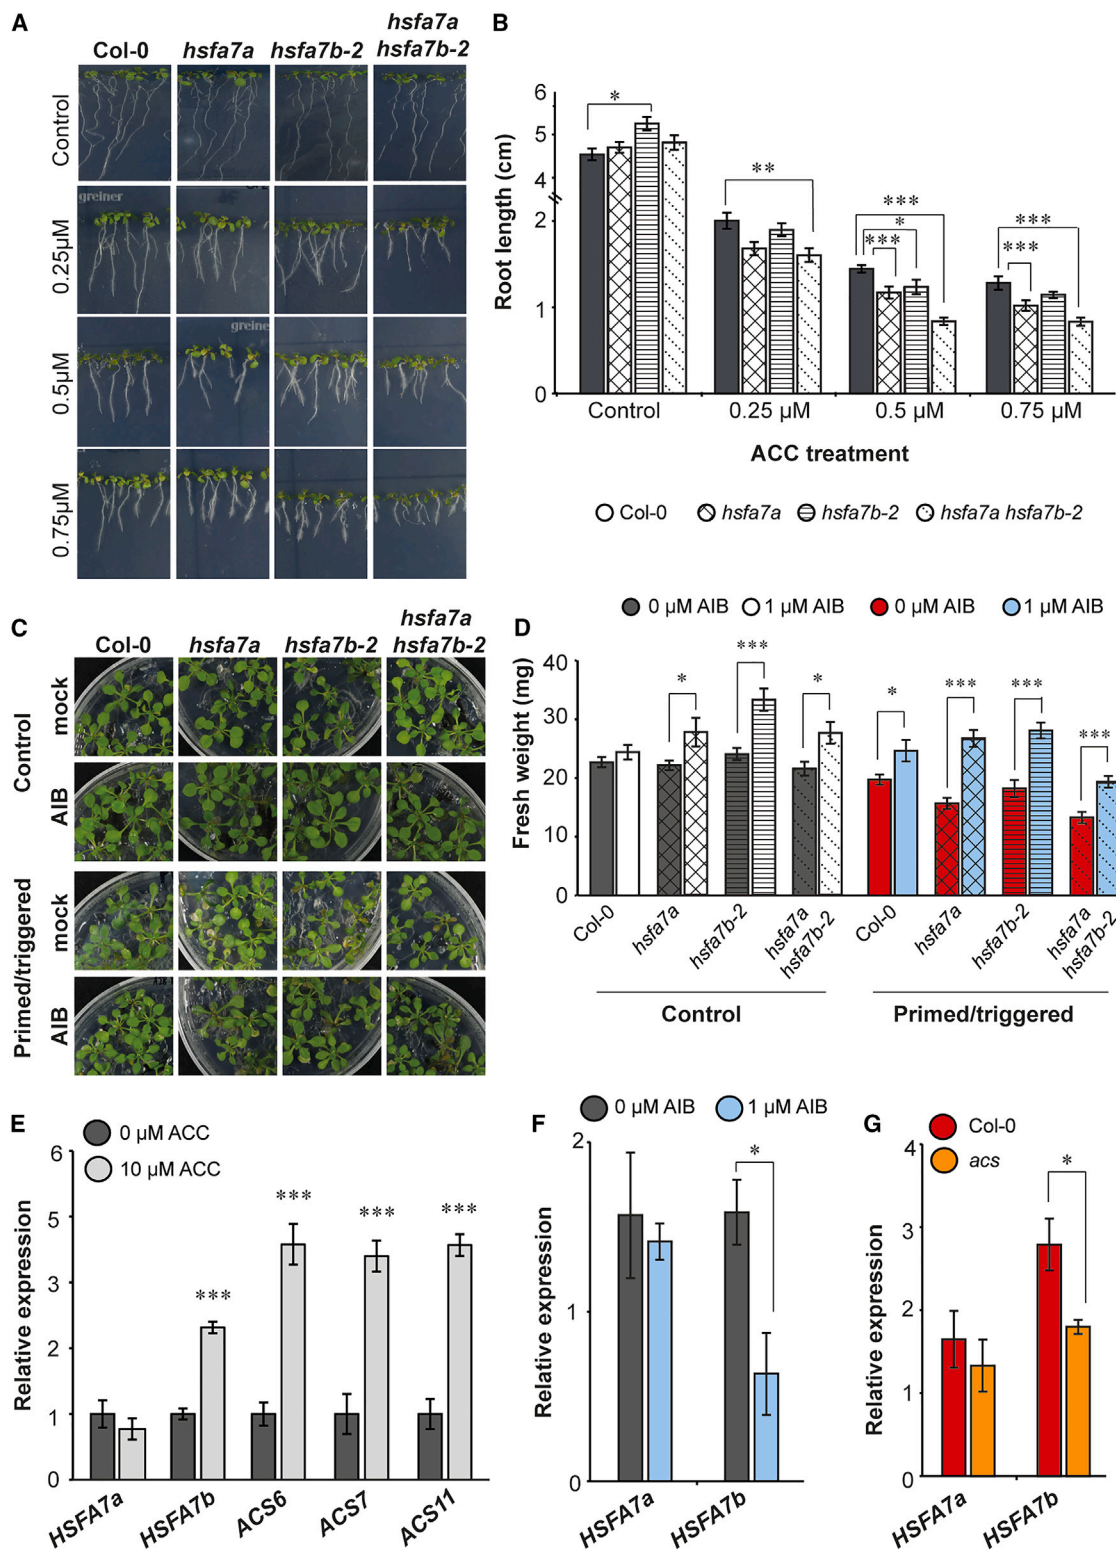 A
Col-0
hsfa7a
hsfa7b-2
hsfa7a
hsfa7b-2
Control
0.25µM
0.5µM
0.75µM
greiner
greiner
B
Root length (cm)
6
5
4
2
1
0
*
**
***
*
***
***
***
Control
0.25 µM
0.5 µM
0.75 µM
ACC treatment
Col-0
hsfa7a
hsfa7b-2
hsfa7a hsfa7b-2
C
Col-0
hsfa7a
hsfa7b-2
hsfa7a
hsfa7b-2
Control
mock
AIB
Primed/triggered
mock
AIB
D
0 µM AIB
1 µM AIB
0 µM AIB
1 µM AIB
Fresh weight (mg)
40
30
20
10
0
*
***
*
*
***
***
***
Col-0
hsfa7a
hsfa7b-2
hsfa7a
hsfa7b-2
Col-0
hsfa7a
hsfa7b-2
hsfa7a
hsfa7b-2
Control
Primed/triggered
E
0 µM ACC
10 µM ACC
Relative expression
6
5
3
2
1
0
***
***
***
***
HSFA7a
HSFA7b
ACS6
ACS7
ACS11
F
0 µM AIB
1 µM AIB
Relative expression
2
1
0
*
HSFA7a
HSFA7b
G
Col-0
acs
Relative expression
4
3
2
1
0
*
HSFA7a
HSFA7b